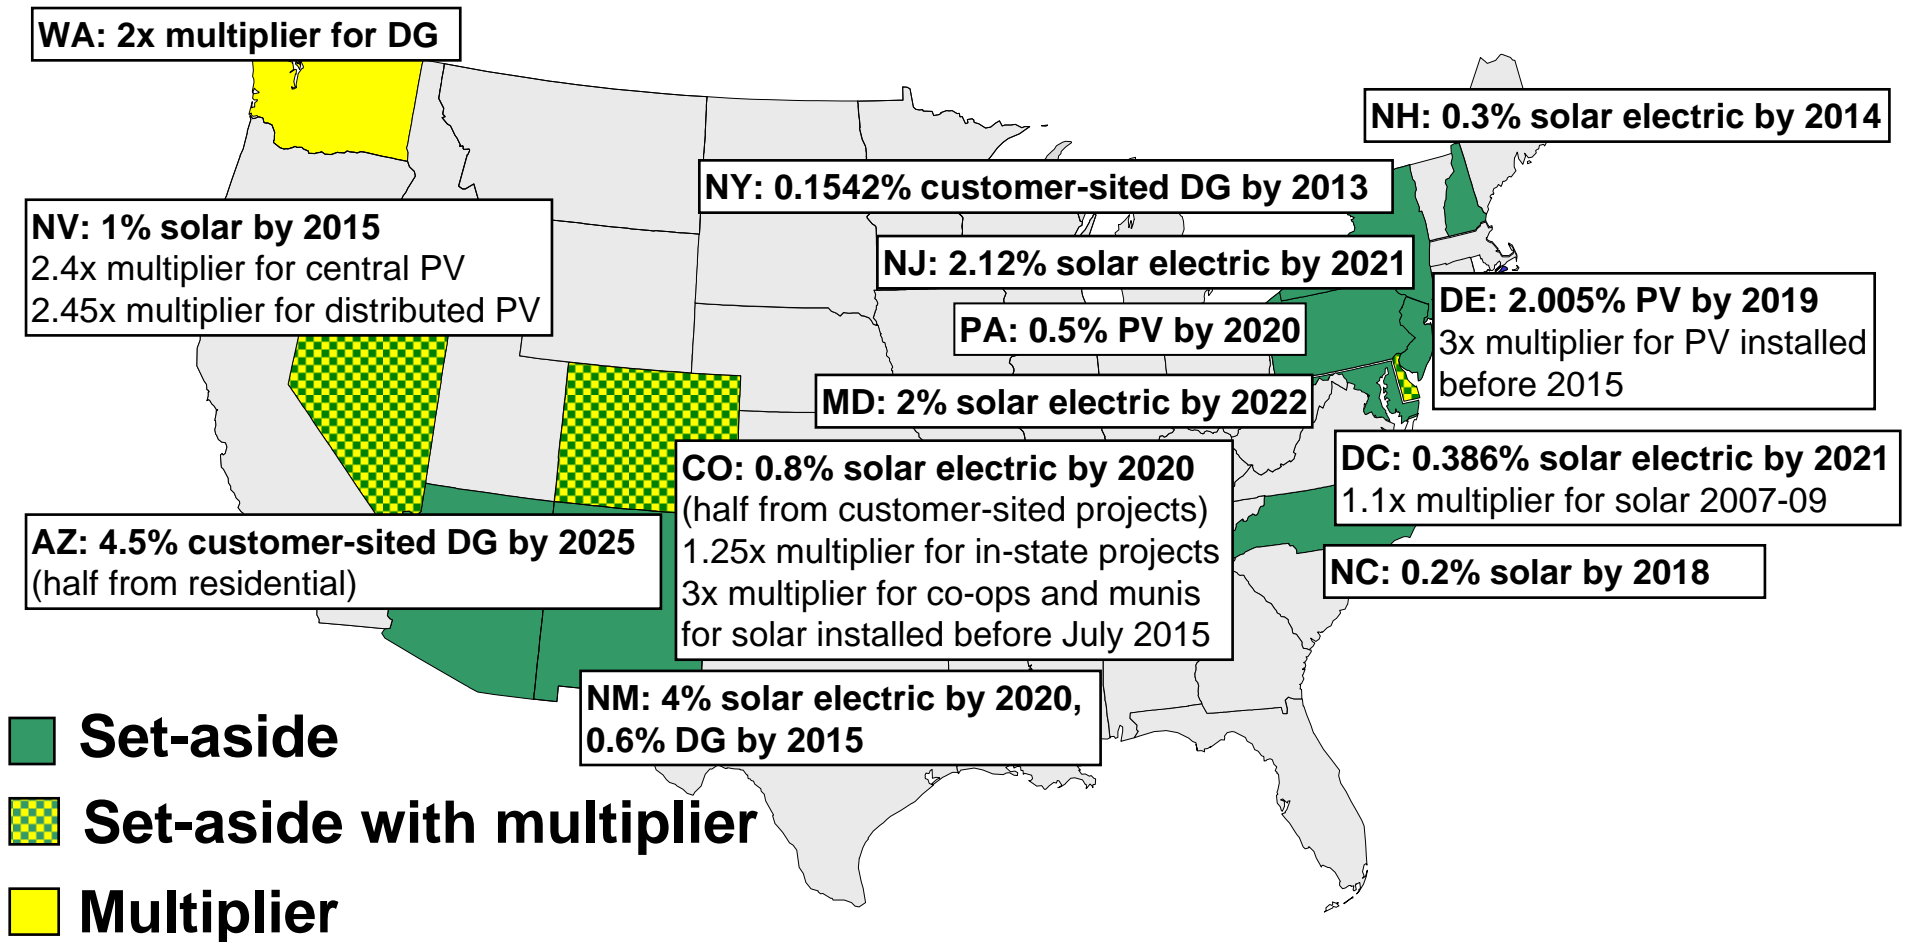 WA: 2x multiplier for DG
NH: 0.3% solar electric by 2014
NY: 0.1542% customer-sited DG by 2013
NV: 1% solar by 2015
2.4x multiplier for central PV
2.45x multiplier for distributed PV
NJ: 2.12% solar electric by 2021
DE: 2.005% PV by 2019
3x multiplier for PV installed
before 2015
PA: 0.5% PV by 2020
MD: 2% solar electric by 2022
DC: 0.386% solar electric by 2021
1.1x multiplier for solar 2007-09
CO: 0.8% solar electric by 2020
(half from customer-sited projects)
1.25x multiplier for in-state projects
3x multiplier for co-ops and munis
for solar installed before July 2015
AZ: 4.5% customer-sited DG by 2025
(half from residential)
NC: 0.2% solar by 2018
NM: 4% solar electric by 2020,
0.6% DG by 2015
Set-aside
Set-aside with multiplier
Multiplier